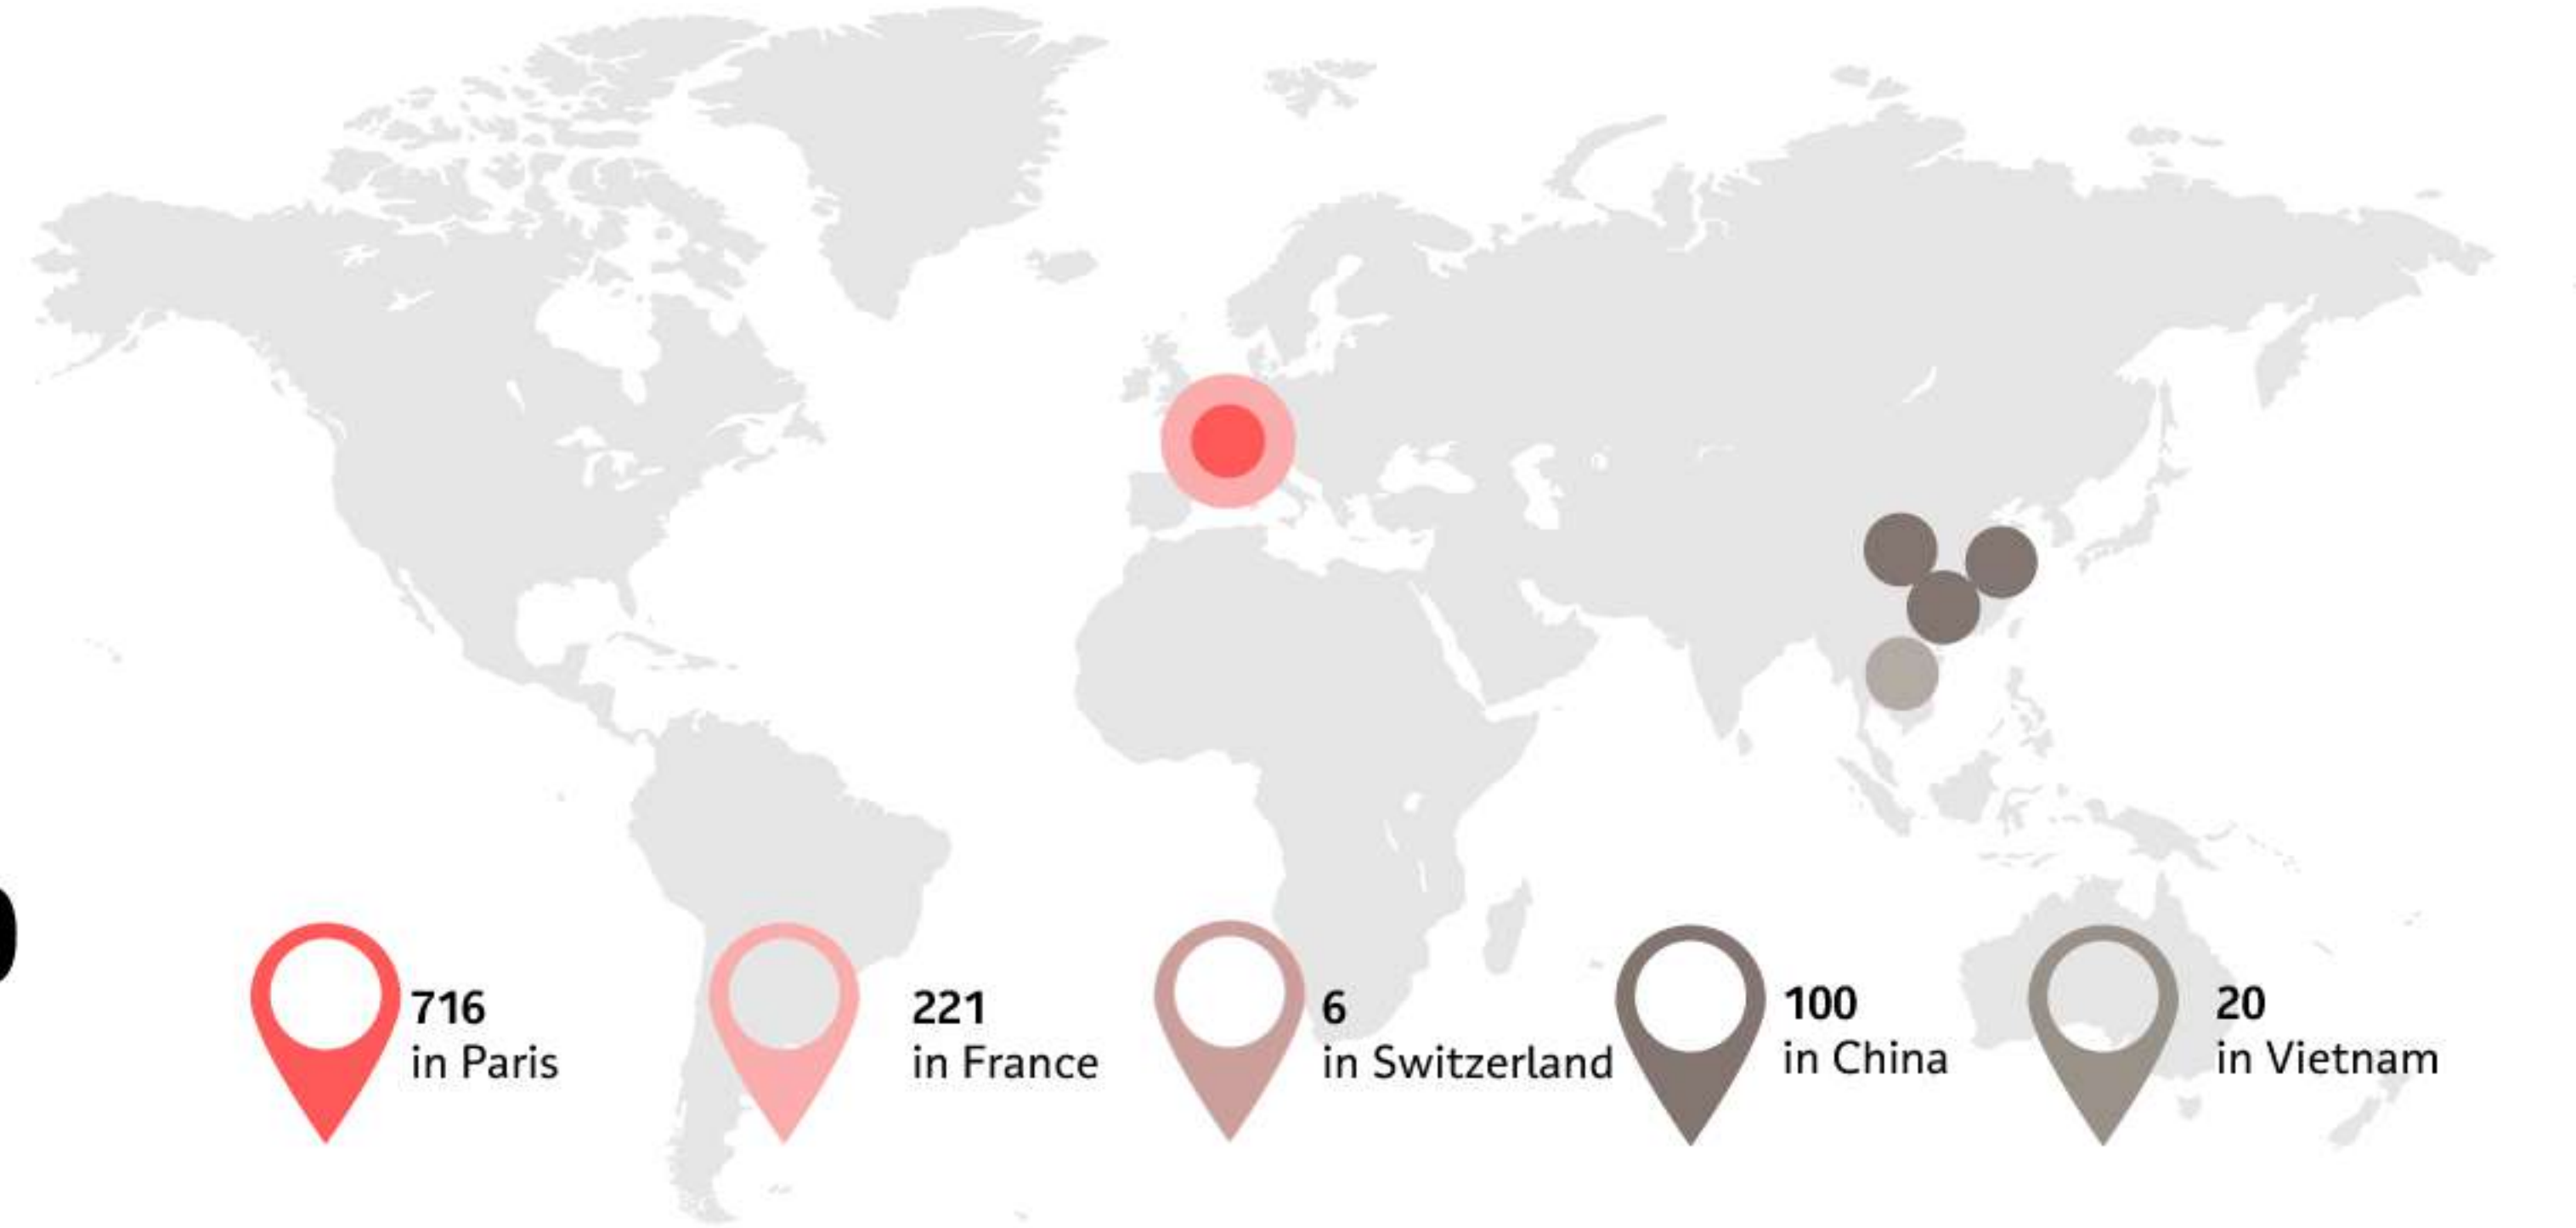 716
in Paris
221
in France
6
in Switzerland
100
in China
20
in Vietnam